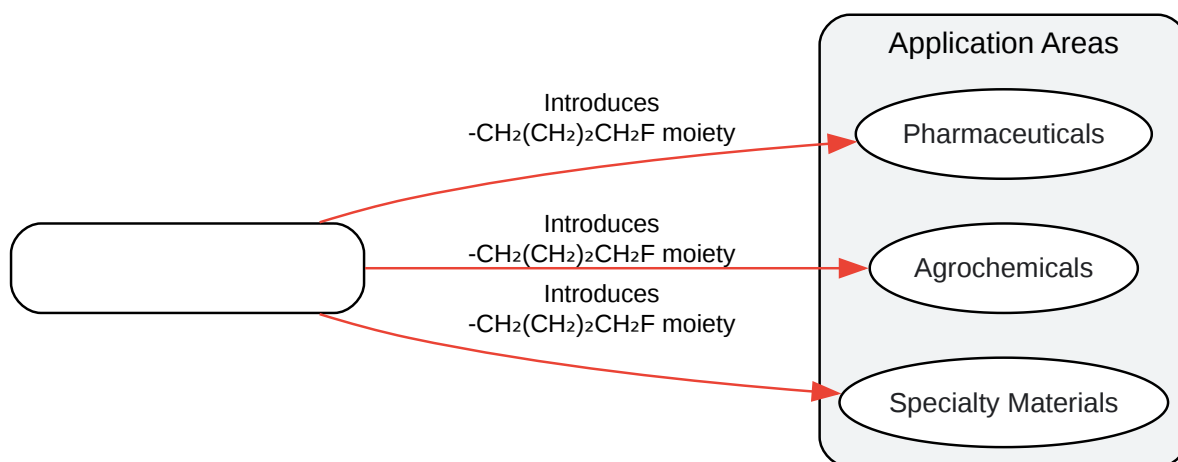 Application Areas
Introduces
-CH₂(CH₂)₂CH₂F moiety
Pharmaceuticals
Introduces
-CH₂(CH₂)₂CH₂F moiety
Agrochemicals
Introduces
-CH₂(CH₂)₂CH₂F moiety
Specialty Materials